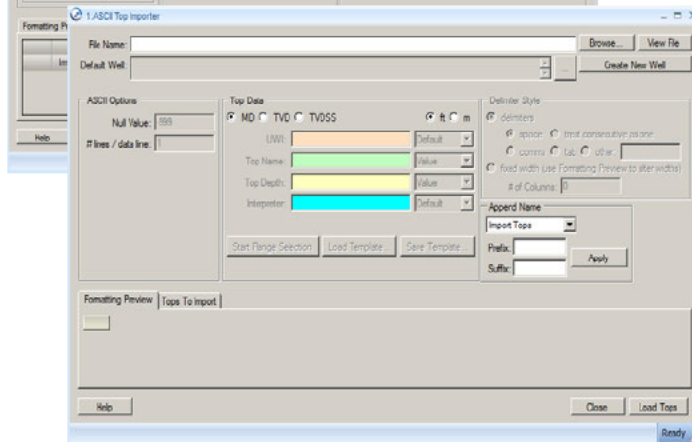 1:ASCII Top Importer
Formatting
File Name: Browse... View File
Default Well: ... Create New Well
ASCII Options Top Data Delimiter Style
Null Value: -999 MD TVD TVDSS ft m delimiters
# lines / data line: 1 UWI: Default space treat consecutive as one
Top Name: Value comma tab other:
Top Depth: Value fixed width (use Formatting Preview to alter widths)
Interpreter: Default # of Columns: 0
Append Name
Import Tops
Start Range Selection Load Template... Save Template... Prefix: Apply
Suffix:
Formatting Preview Tops To Import
Help
Help Close Load Tops
Ready